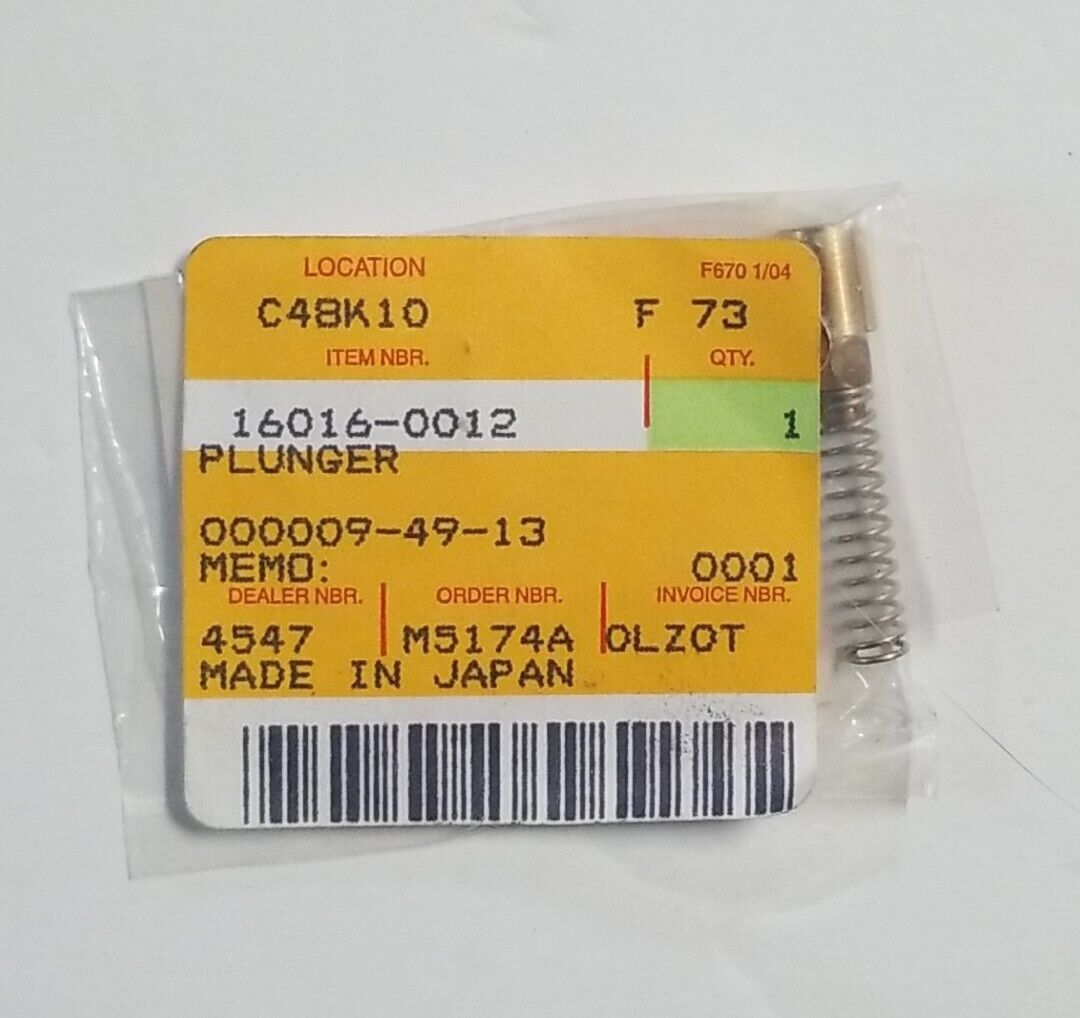 LOCATION F670 1/04
C48K10 F 73
ITEM NBR. QTY.
16016-0012 1
PLUNGER
000009-49-13
MEMO: 0001
DEALER NBR. ORDER NBR. INVOICE NBR.
4547 M5174A OLZOT
MADE IN JAPAN